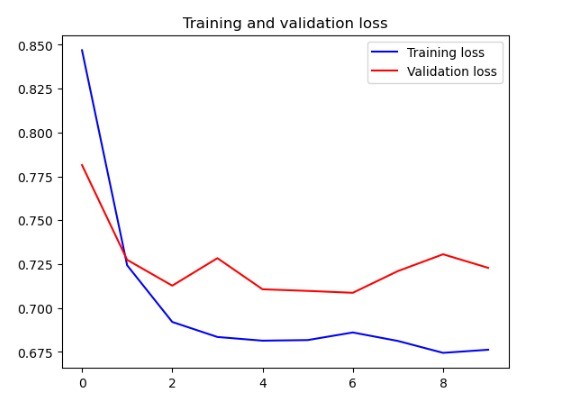 Training and validation loss
0.850
0.825
0.800
0.775
0.750
0.725
0.700
0.675
Training loss
Validation loss
0 2 4 6 8